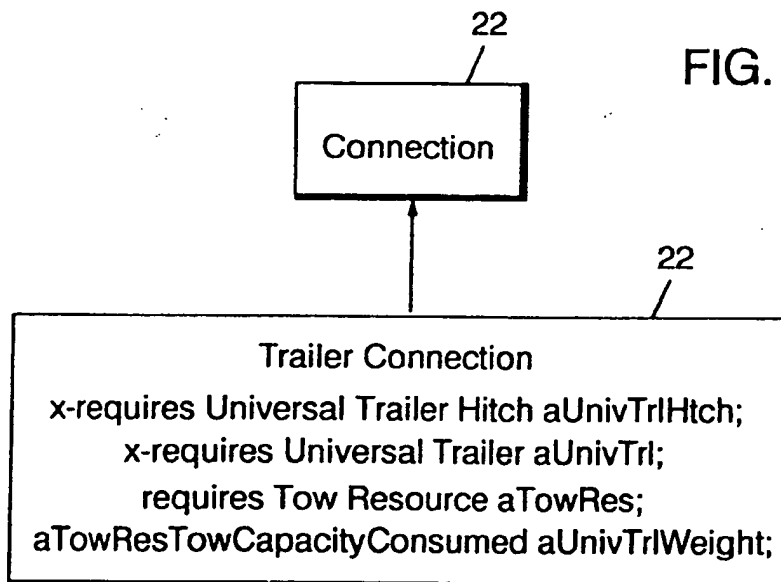 22
FIG.
Connection
22
Trailer Connection
x-requires Universal Trailer Hitch aUnivTrlHtch;
x-requires Universal Trailer aUnivTrl;
requires Tow Resource aTowRes;
aTowResTowCapacityConsumed aUnivTrlWeight;